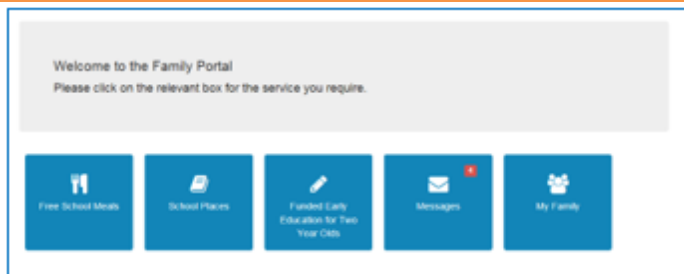 Welcome to the Family Portal
Please click on the relevant box for the service you require.
Free School Meals
School Places
Funded Early
Education for Two
Year Olds
Messages
My Family